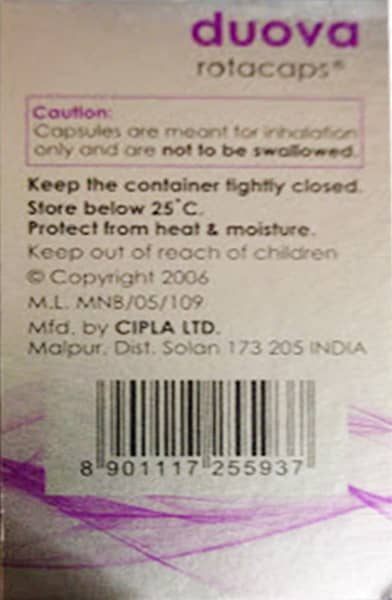 duova
rotacaps®
Caution:
Capsules are meant for inhalation
only and are not to be swallowed.
Keep the container tightly closed.
Store below 25°C.
Protect from heat & moisture.
Keep out of reach of children
© Copyright 2006
M.L. MNB/05/109
Mfd. by CIPLA LTD.
Malpur, Dist. Solan 173 205 INDIA
8 901117 255937